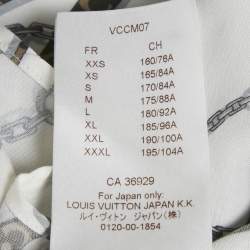 VCCM07
FR CH
XXS 160/76A
XS 165/84A
S 170/84A
M 175/88A
L 180/92A
XL 185/96A
XXL 190/100A
XXXL 195/104A
CA 36929
For Japan only:
LOUIS VUITTON JAPAN K.K.
ルイ・ヴィトン ジャパン(株)
0120-00-1854